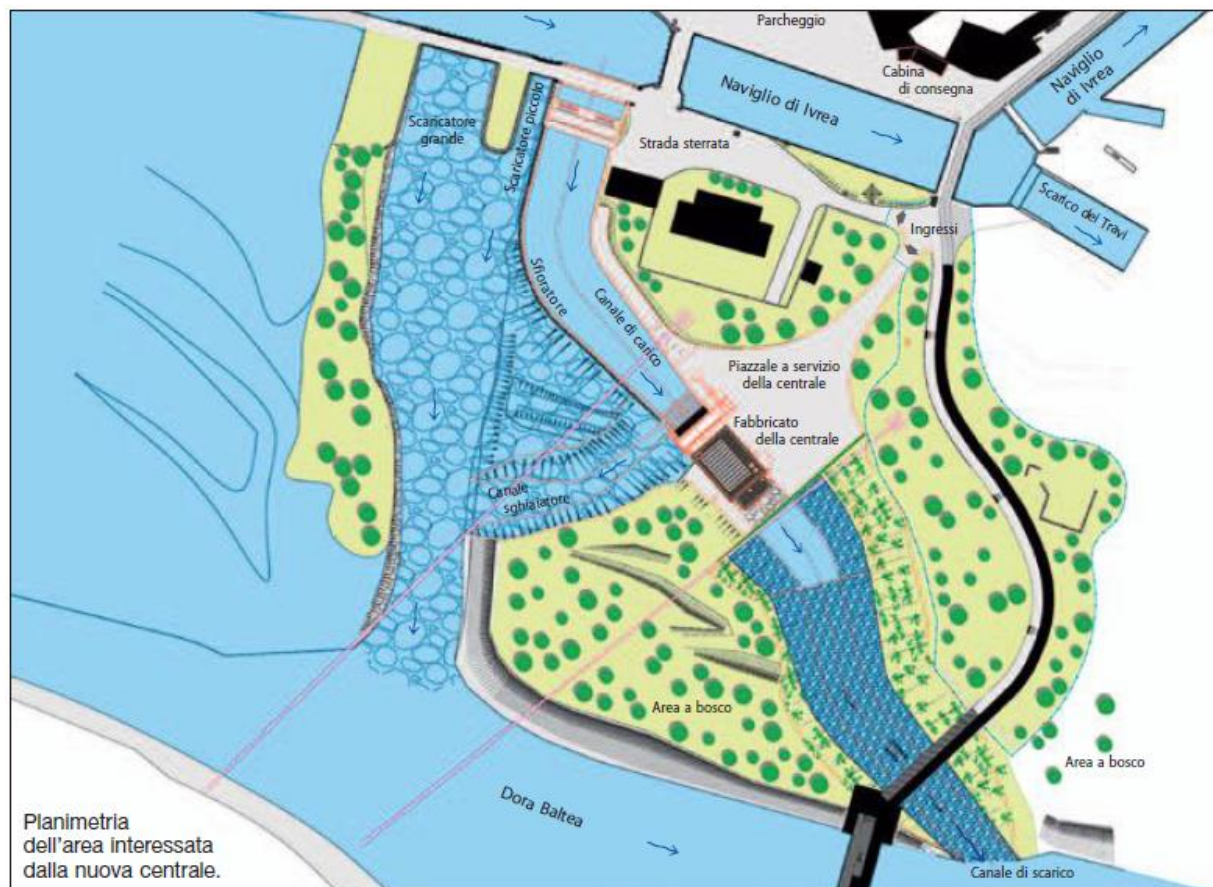 Parcheggio
Cabina
di consegna
Naviglio di Ivrea
Naviglio
di Ivrea
Scaricatore
grande
Scaricatore piccolo
Strada sterrata
Scarico dei Travi
Ingressi
Sfioratore
Canale di carico
Piazzale a servizio
della centrale
Fabbricato
della centrale
Canale
sghiaiatore
Area a bosco
Area a bosco
Dora Baltea
Canale di scarico
Planimetria
dell'area interessata
dalla nuova centrale.